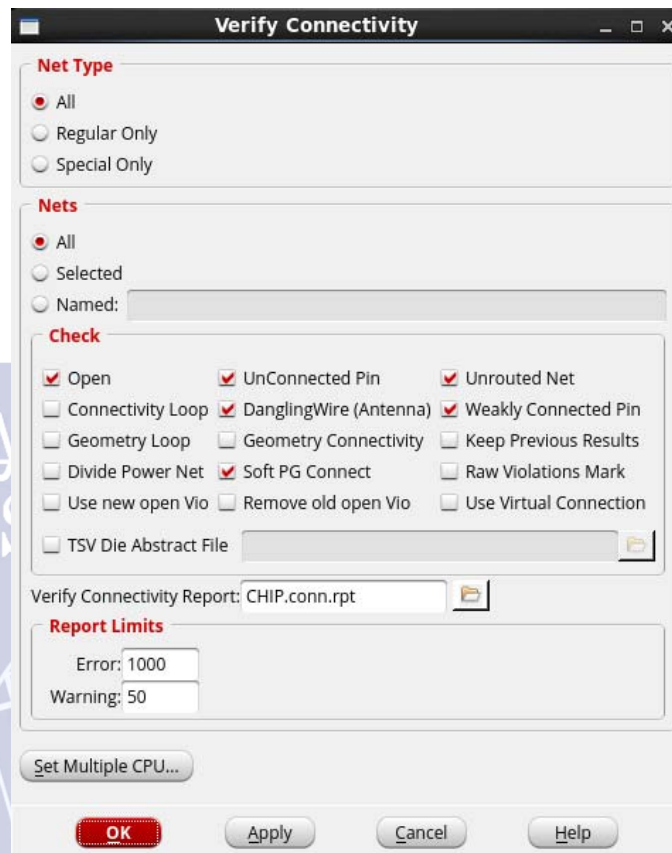 Verify Connectivity
Net Type
All
Regular Only
Special Only
Nets
All
Selected
Named:
Check
Open UnConnected Pin Unrouted Net
Connectivity Loop DanglingWire (Antenna) Weakly Connected Pin
Geometry Loop Geometry Connectivity Keep Previous Results
Divide Power Net Soft PG Connect Raw Violations Mark
Use new open Vio Remove old open Vio Use Virtual Connection
TSV Die Abstract File
Verify Connectivity Report: CHIP.conn.rpt
Report Limits
Error: 1000
Warning: 50
Set Multiple CPU...
OK Apply Cancel Help